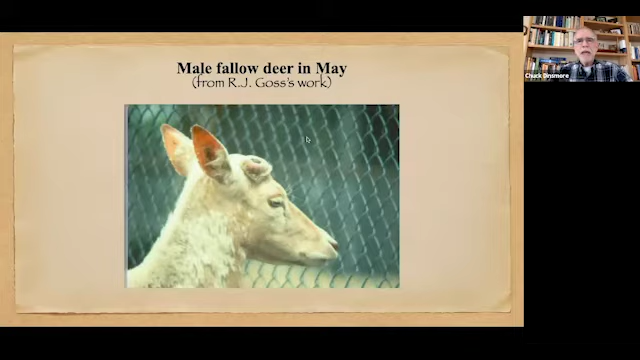 Male fallow deer in May
(from R.J. Goss's work)
Chuck Dinsmore